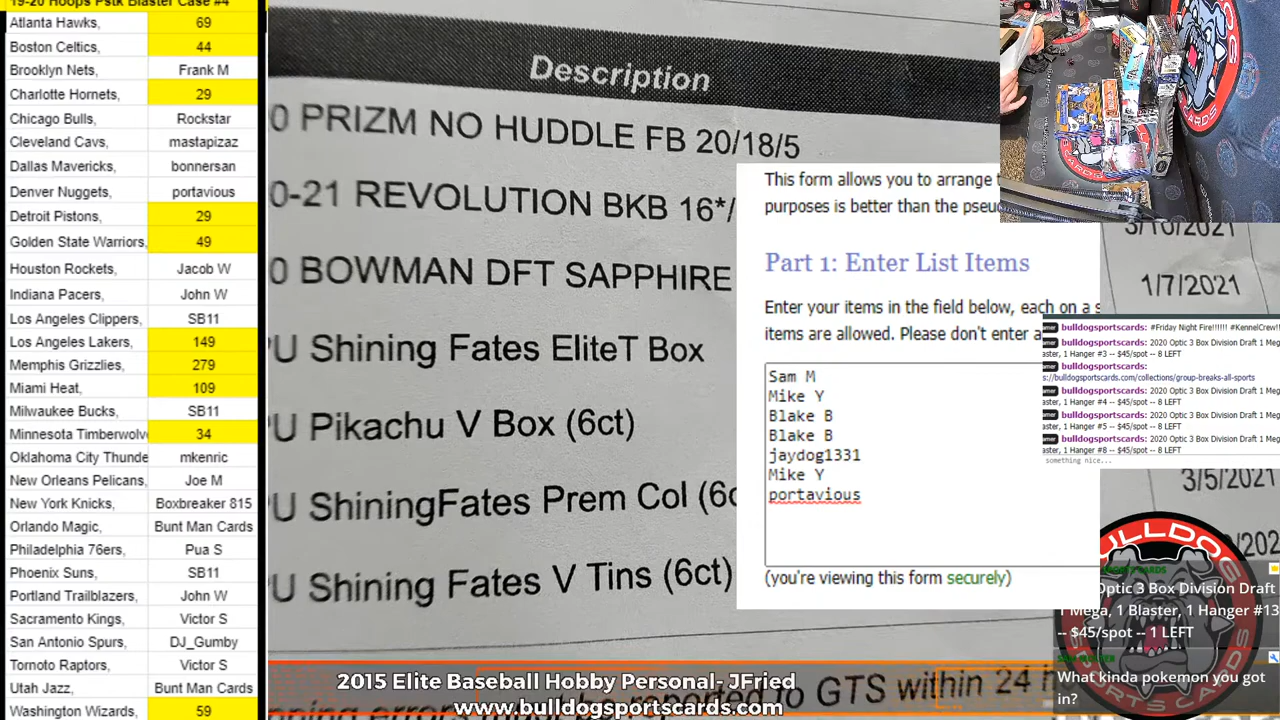 19-20 Hoops Pstk Blaster Case #4
Atlanta Hawks, 69
Boston Celtics, 44
Brooklyn Nets, Frank M
Charlotte Hornets, 29
Chicago Bulls, Rockstar
Cleveland Cavs, mastapizaz
Dallas Mavericks, bonnersan
Denver Nuggets, portavious
Detroit Pistons, 29
Golden State Warriors, 49
Houston Rockets, Jacob W
Indiana Pacers, John W
Los Angeles Clippers, SB11
Los Angeles Lakers, 149
Memphis Grizzlies, 279
Miami Heat, 109
Milwaukee Bucks, SB11
Minnesota Timberwolv 34
Oklahoma City Thunde mkenric
New Orleans Pelicans, Joe M
New York Knicks, Boxbreaker 815
Orlando Magic, Bunt Man Cards
Philadelphia 76ers, Pua S
Phoenix Suns, SB11
Portland Trailblazers, John W
Sacramento Kings, Victor S
San Antonio Spurs, DJ_Gumby
Tornoto Raptors, Victor S
Utah Jazz, Bunt Man Cards
Washington Wizards, 59
Description
0 PRIZM NO HUDDLE FB 20/18/5
0-21 REVOLUTION BKB 16*/
0 BOWMAN DFT SAPPHIRE
U Shining Fates EliteT Box
U Pikachu V Box (6ct)
U ShiningFates Prem Col (6c
U Shining Fates V Tins (6ct)
3/10/2021
1/7/2021
3/5/2021
This form allows you to arrange t
purposes is better than the pseu
Part 1: Enter List Items
Enter your items in the field below, each on a s
items are allowed. Please don't enter a
Sam M
Mike Y
Blake B
Blake B
jaydog1331
Mike Y
portavious
(you're viewing this form securely)
bulldogsportscards: #Friday Night Fire!!!!!! #KennelCrew!!
bulldogsportscards: 2020 Optic 3 Box Division Draft 1 Meg
aster, 1 Hanger #3 -- $45/spot -- 8 LEFT
bulldogsportscards:
s://bulldogsportscards.com/collections/group-breaks-all-sports
bulldogsportscards: 2020 Optic 3 Box Division Draft 1 Meg
aster, 1 Hanger #4 -- $45/spot -- 8 LEFT
bulldogsportscards: 2020 Optic 3 Box Division Draft 1 Meg
aster, 1 Hanger #5 -- $45/spot -- 8 LEFT
bulldogsportscards: 2020 Optic 3 Box Division Draft 1 Meg
aster, 1 Hanger #8 -- $45/spot -- 8 LEFT
something nice...
BULLDOG
Optic 3 Box Division Draft
1 Mega, 1 Blaster, 1 Hanger #13
-- $45/spot -- 1 LEFT
What kinda pokemon you got
in?
2015 Elite Baseball Hobby Personal- JFried
www.bulldogsportscards.com
reported to GTS within 24 h